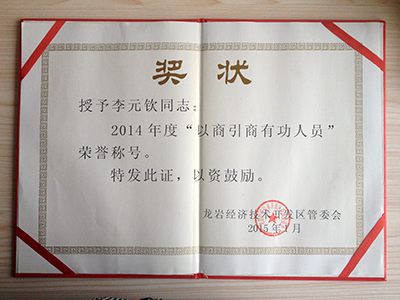 奖状
授予李元钦同志：
2014年度“以商引商有功人员”
荣誉称号。
特发此证，以资鼓励。
龙岩经济技术开发区管委会
2015年1月